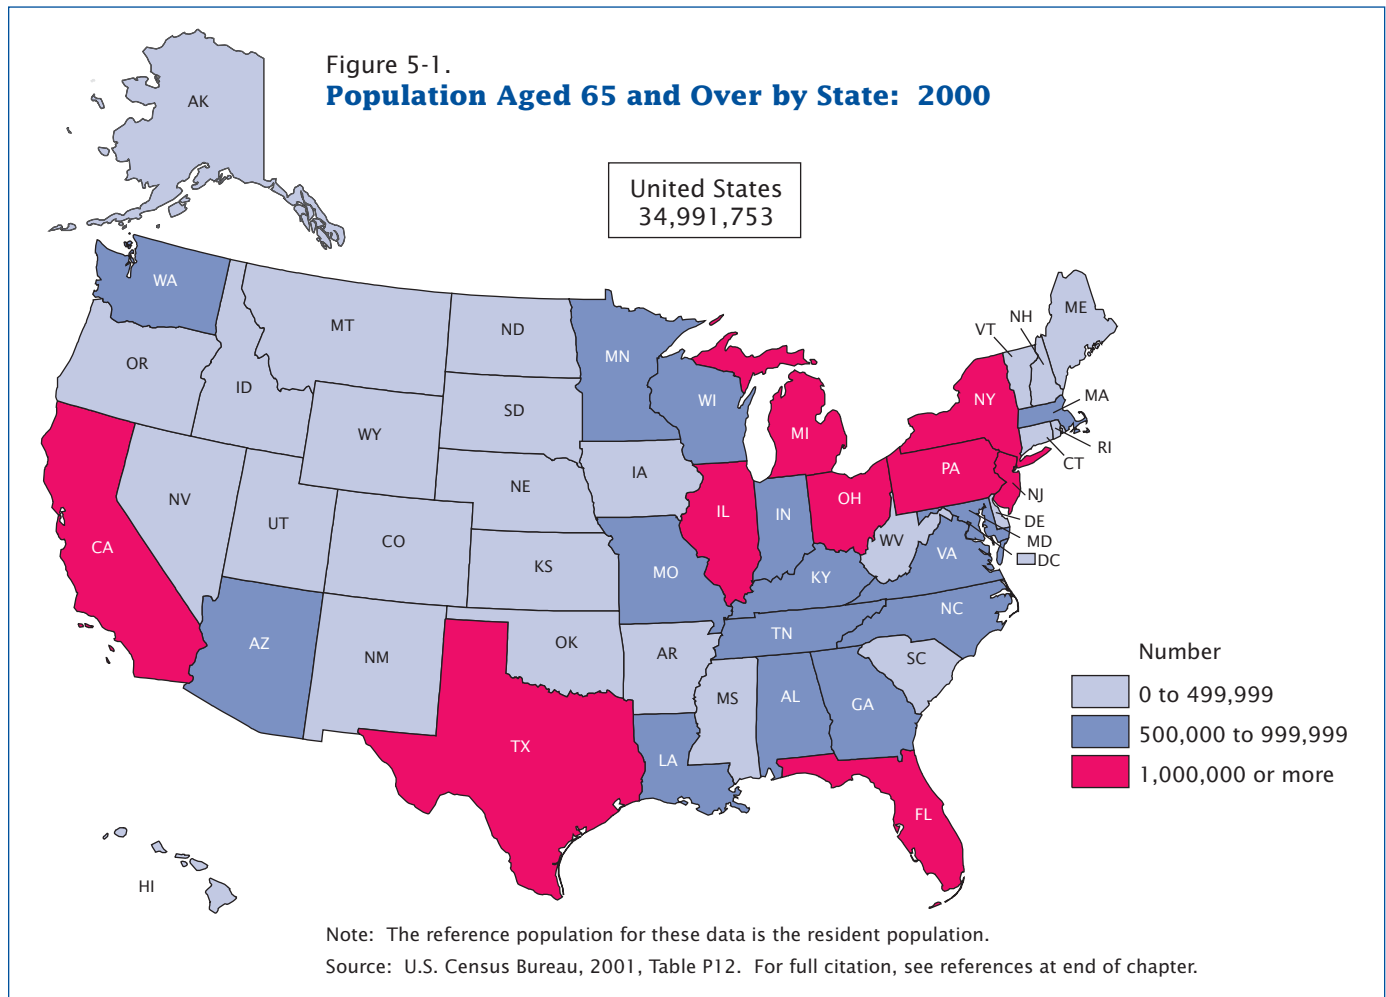 Figure 5-1.
Population Aged 65 and Over by State: 2000
AK
United States
34,991,753
WA
MT
ND
MN
OR
ID
SD
WI
WY
MI
NY
VT
NH
ME
MA
RI
CT
IA
NE
PA
NJ
NV
UT
CO
IL
IN
OH
DE
MD
DC
CA
KS
MO
WV
VA
KY
AZ
NM
OK
AR
TN
NC
SC
MS
AL
GA
TX
LA
FL
HI
Number
0 to 499,999
500,000 to 999,999
1,000,000 or more
Note: The reference population for these data is the resident population.
Source: U.S. Census Bureau, 2001, Table P12. For full citation, see references at end of chapter.